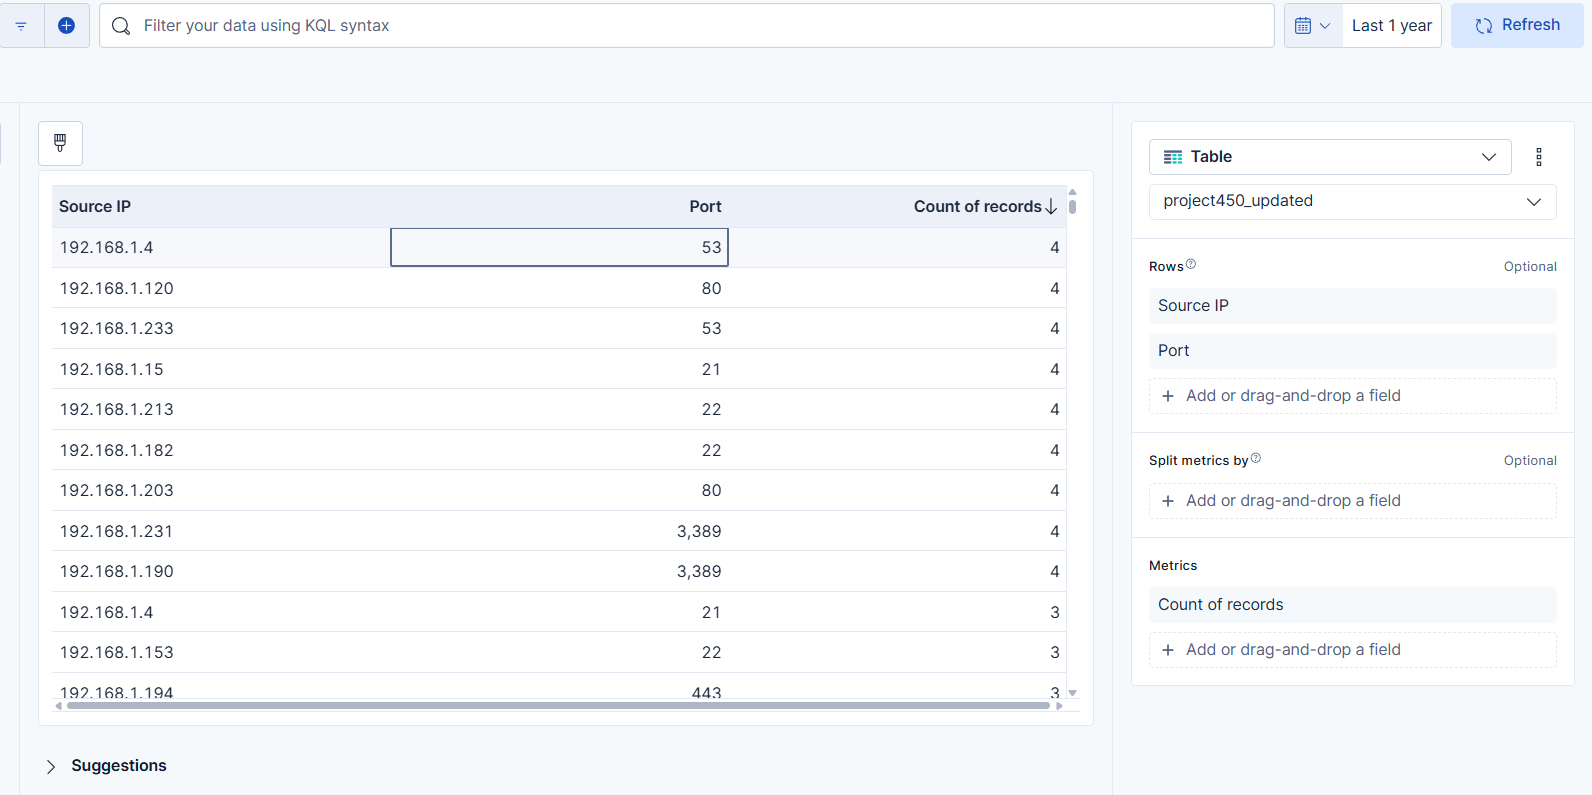 Filter your data using KQL syntax
Last 1 year
Refresh
Source IP Port Count of records
192.168.1.4 53 4
192.168.1.120 80 4
192.168.1.233 53 4
192.168.1.15 21 4
192.168.1.213 22 4
192.168.1.182 22 4
192.168.1.203 80 4
192.168.1.231 3,389 4
192.168.1.190 3,389 4
192.168.1.4 21 3
192.168.1.153 22 3
192.168.1.194 443 3
Suggestions
Table
project450_updated
Rows Optional
Source IP
Port
Add or drag-and-drop a field
Split metrics by Optional
Add or drag-and-drop a field
Metrics
Count of records
Add or drag-and-drop a field